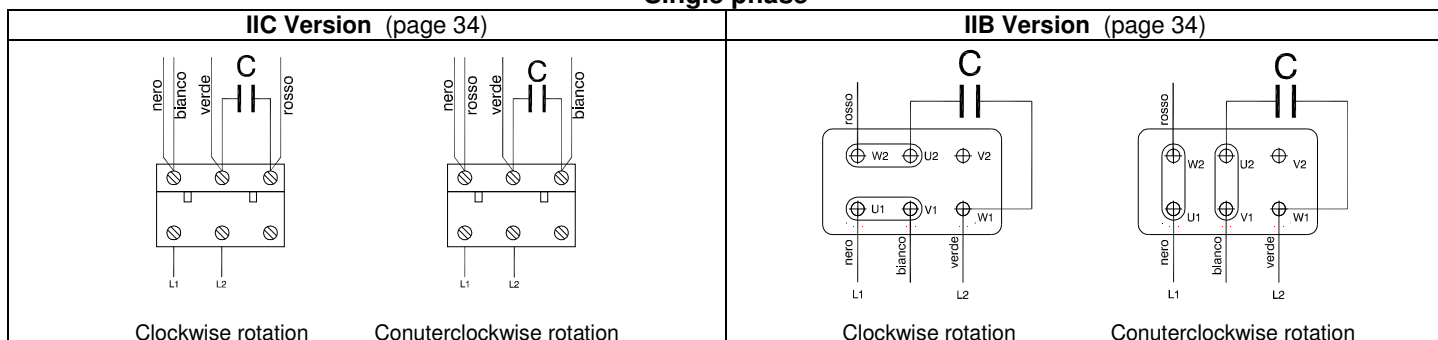 Single phase
IIC Version (page 34)
IIB Version (page 34)
nero
bianco
verde
C
rosso
L1
L2
Clockwise rotation
nero
rosso
verde
C
bianco
L1
L2
Conuterclockwise rotation
C
rosso
W2
U2
V2
U1
V1
W1
nero
bianco
verde
L1
L2
Clockwise rotation
C
rosso
W2
U2
V2
U1
V1
W1
nero
bianco
verde
L1
L2
Conuterclockwise rotation